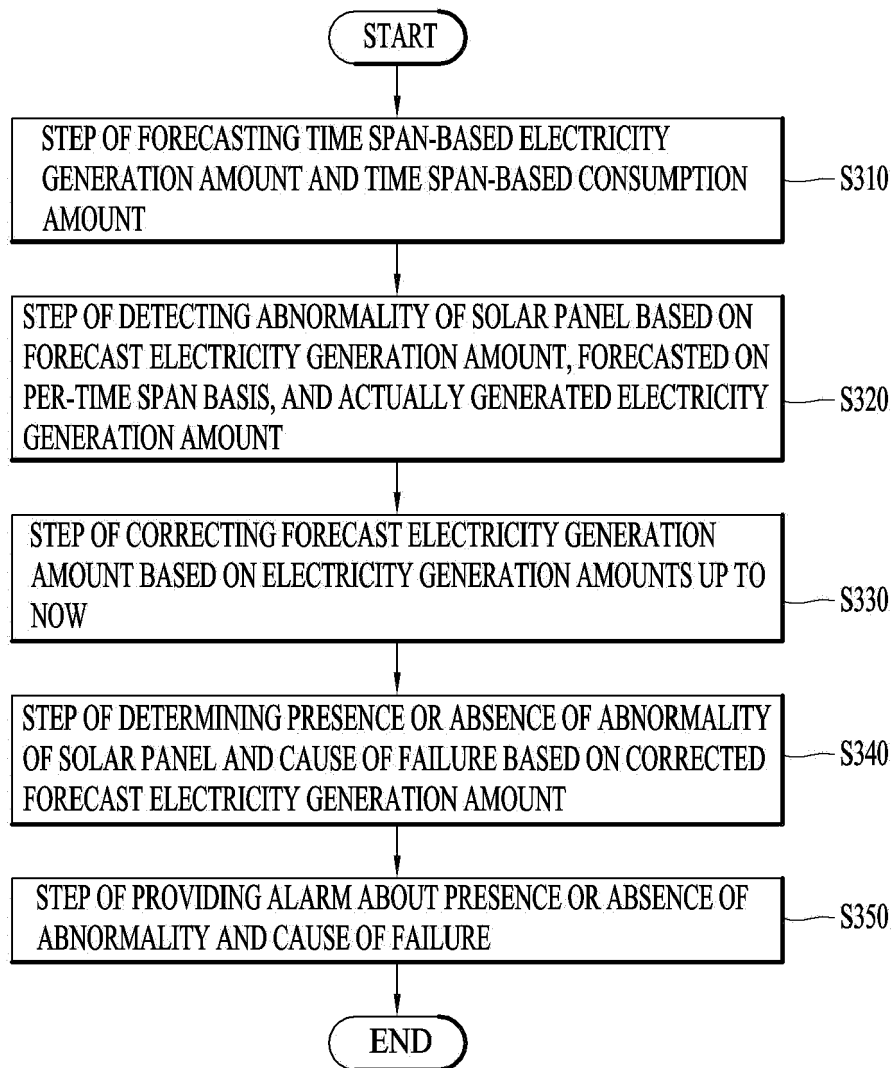 START
STEP OF FORECASTING TIME SPAN-BASED ELECTRICITY
GENERATION AMOUNT AND TIME SPAN-BASED CONSUMPTION
AMOUNT
S310
STEP OF DETECTING ABNORMALITY OF SOLAR PANEL BASED ON
FORECAST ELECTRICITY GENERATION AMOUNT, FORECASTED ON
PER-TIME SPAN BASIS, AND ACTUALLY GENERATED ELECTRICITY
GENERATION AMOUNT
S320
STEP OF CORRECTING FORECAST ELECTRICITY GENERATION
AMOUNT BASED ON ELECTRICITY GENERATION AMOUNTS UP TO
NOW
S330
STEP OF DETERMINING PRESENCE OR ABSENCE OF ABNORMALITY
OF SOLAR PANEL AND CAUSE OF FAILURE BASED ON CORRECTED
FORECAST ELECTRICITY GENERATION AMOUNT
S340
STEP OF PROVIDING ALARM ABOUT PRESENCE OR ABSENCE OF
ABNORMALITY AND CAUSE OF FAILURE
S350
END